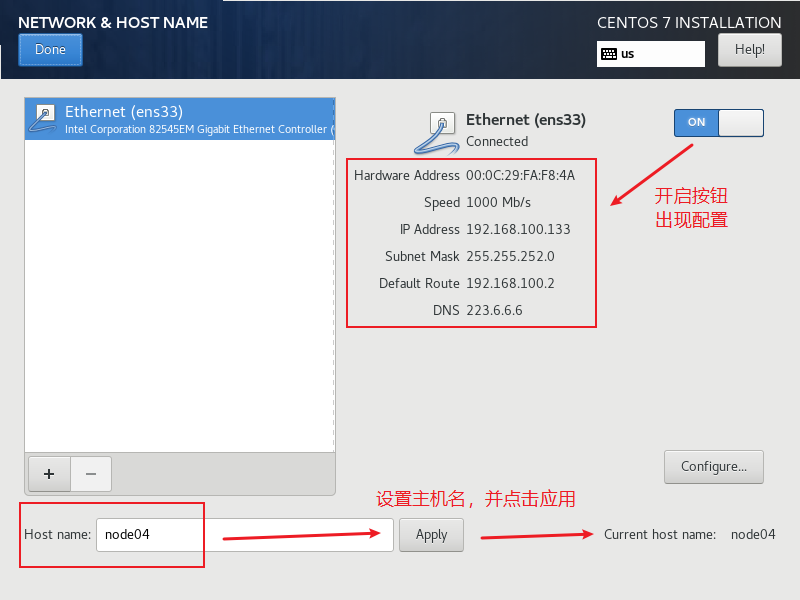 NETWORK & HOST NAME
CENTOS 7 INSTALLATION
Done
us
Help!
Ethernet (ens33)
Intel Corporation 82545EM Gigabit Ethernet Controller (
Ethernet (ens33)
Connected
ON
Hardware Address 00:0C:29:FA:F8:4A
Speed 1000 Mb/s
IP Address 192.168.100.133
Subnet Mask 255.255.252.0
Default Route 192.168.100.2
DNS 223.6.6.6
开启按钮
出现配置
+
−
Configure...
设置主机名，并点击应用
Host name: node04
Apply
Current host name: node04